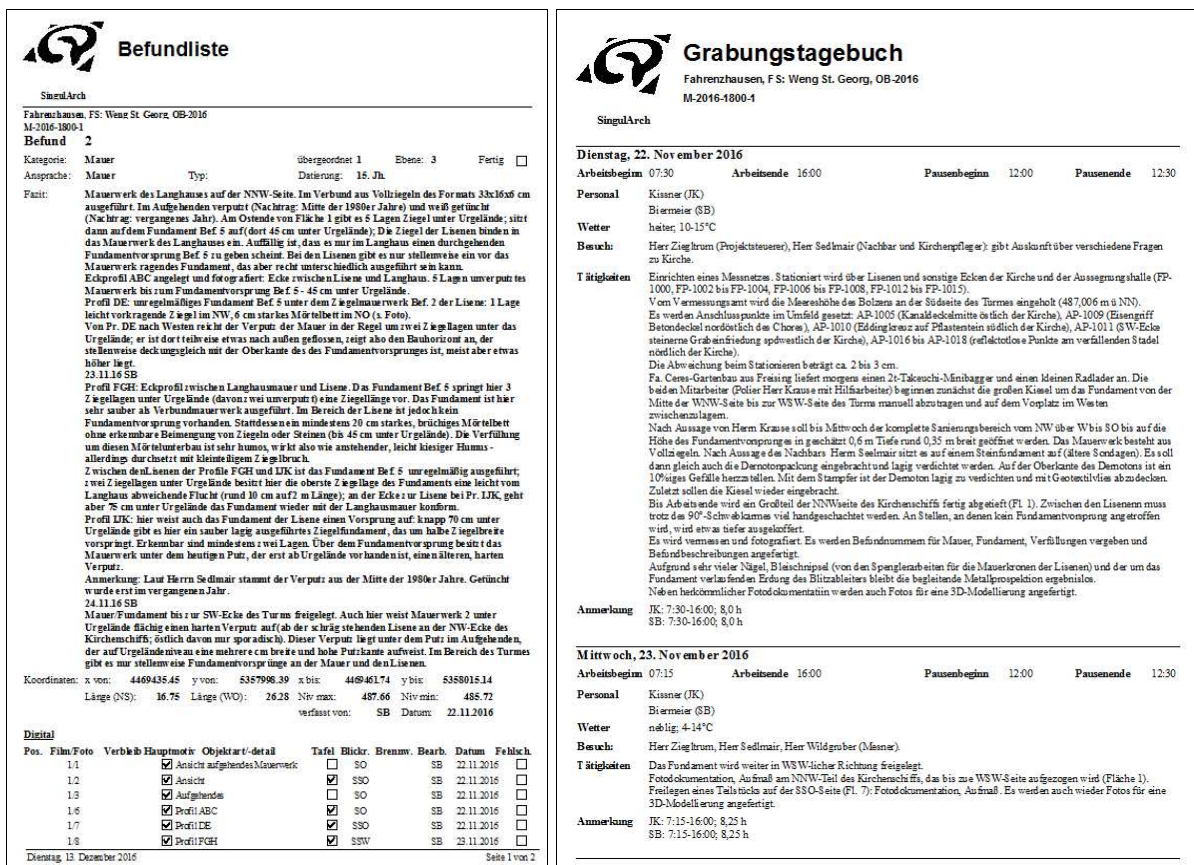 Befundliste
SingulArch
Fahrenzhausen, FS: Weng St. Georg, OB-2016
M-2016-1800-1
Befund 2
Kategorie: Mauer übergeordnet 1 Ebene: 3 Fertig
Ansprache: Mauer Typ: Datierung: 15. Jh.
Fazit: Mauerwerk des Langhauses auf der NNW-Seite. Im Verbund aus Vollziegeln des Formats 33x16x6 cm
ausgeführt. Im Aufgehenden verputzt (Nachtrag: Mitte der 1980er Jahre) und weiß getüncht
(Nachtrag: vergangenes Jahr). Am Ostende von Fläche 1 gibt es 5 Lagen Ziegel unter Urgelände; sitzt
dann auf dem Fundament Bef. 5 auf (dort 45 cm unter Urgelände); Die Ziegel der Lisenen binden in
das Mauerwerk des Langhauses ein. Auffällig ist, dass es nur im Langhaus einen durchgehenden
Fundamentvorsprung Bef. 5 zu geben scheint. Bei den Lisenen gibt es nur stellenweise ein vor das
Mauerwerk ragendes Fundament, das aber recht unterschiedlich ausgeführt sein kann.
Eckprofil ABC angelegt und fotografiert: Ecke zwischen Lisene und Langhaus. 5 Lagen unverputztes
Mauerwerk bis zum Fundamentvorsprung Bef. 5 - 45 cm unter Urgelände.
Profil DE: unregelmäßiges Fundament Bef. 5 unter dem Ziegelmauerwerk Bef. 2 der Lisene: 1 Lage
leicht vorkragende Ziegel im NW, 6 cm starkes Mörtelbett im NO (s. Foto).
Von Pr. DE nach Westen reicht der Verputz der Mauer in der Regel um zwei Ziegellagen unter das
Urgelände; er ist dort teilweise etwas nach außen geflossen, zeigt also den Bauhorizont an, der
stellenweise deckungsgleich mit der Oberkante des des Fundamentvorsprunges ist, meist aber etwas
höher liegt.
23.11.16 SB
Profil FGH: Eckprofil zwischen Langhausmauer und Lisene. Das Fundament Bef. 5 springt hier 3
Ziegellagen unter Urgelände (davon zwei unverputzt) eine Ziegellänge vor. Das Fundament ist hier
sehr sauber als Verbundmauerwerk ausgeführt. Im Bereich der Lisene ist jedoch kein
Fundamentvorsprung vorhanden. Stattdessen ein mindestens 20 cm starkes, brüchiges Mörtelbett
ohne erkennbare Beimengung von Ziegeln oder Steinen (bis 45 cm unter Urgelände). Die Verfüllung
um diesen Mörtelunterbau ist sehr humos, wirkt also wie anstehender, leicht kiesiger Humus -
allerdings durchsetzt mit kleinteiligem Ziegelbruch.
Zwischen den Lisenen der Profile FGH und IJK ist das Fundament Bef. 5 unregelmäßig ausgeführt;
zwei Ziegellagen unter Urgelände besitzt hier die oberste Ziegellage des Fundaments eine leicht vom
Langhaus abweichende Flucht (rund 10 cm auf 2 m Länge); an der Ecke zur Lisene bei Pr. IJK, geht
aber 75 cm unter Urgelände das Fundament wieder mit der Langhausmauer konform.
Profil IJK: hier weist auch das Fundament der Lisene einen Vorsprung auf: knapp 70 cm unter
Urgelände gibt es hier ein sauber lagig ausgeführtes Ziegelfundament, das um halbe Ziegelbreite
vorspringt. Erkennbar sind mindestens zwei Lagen. Über dem Fundamentvorsprung besitzt das
Mauerwerk unter dem heutigen Putz, der erst ab Urgelände vorhanden ist, einen älteren, harten
Verputz.
Anmerkung: Laut Herrn Sedlmair stammt der Verputz aus der Mitte der 1980er Jahre. Getüncht
wurde erst im vergangenen Jahr.
24.11.16 SB
Mauer/Fundament bis zur SW-Ecke des Turms freigelegt. Auch hier weist Mauerwerk 2 unter
Urgelände flächig einen harten Verputz auf (ab der schräg stehenden Lisene an der NW-Ecke des
Kirchenschiffs; östlich davon nur sporadisch). Dieser Verputz liegt unter dem Putz im Aufgehenden,
der auf Urgeländeniveau eine mehrere cm breite und hohe Putzkante aufweist. Im Bereich des Turmes
gibt es nur stellenweise Fundamentvorsprünge an der Mauer und den Lisenen.
Koordinaten: x von: 4469435.45 y von: 5357998.39 x bis: 4469461.74 y bis: 5358015.14
Länge (NS): 16.75 Länge (WO): 26.28 Niv max: 487.66 Niv min: 485.72
verfasst von: SB Datum: 22.11.2016
Digital
Pos. Film/Foto Verbleib Hauptmotiv Objektart/-detail Tafel Blickr. Brennw. Bearb. Datum Fehlsch.
1/1 Ansicht aufgehendes Mauerwerk SO SB 22.11.2016
1/2 Ansicht SSO SB 22.11.2016
1/3 Aufgehendes SO SB 22.11.2016
1/6 Profil ABC SO SB 22.11.2016
1/7 Profil DE SSO SB 22.11.2016
1/8 Profil FGH SSW SB 23.11.2016
Dienstag, 13. Dezember 2016 Seite 1 von 2
Grabungstagebuch
Fahrenzhausen, FS: Weng St. Georg, OB-2016
M-2016-1800-1
SingulArch
Dienstag, 22. November 2016
Arbeitsbeginn 07:30 Arbeitsende 16:00 Pausenbeginn 12:00 Pausenende 12:30
Personal Kissner (JK)
Biermeier (SB)
Wetter heiter; 10-15°C
Besuch: Herr Ziegltrum (Projektsteuerer), Herr Sedlmair (Nachbar und Kirchenpfleger): gibt Auskunft über verschiedene Fragen
zu Kirche.
Tätigkeiten Einrichten eines Messnetzes. Stationiert wird über Lisenen und sonstige Ecken der Kirche und der Aussegnungshalle (FP-
1000, FP-1002 bis FP-1004, FP-1006 bis FP-1008, FP-1012 bis FP-1015).
Vom Vermessungsamt wird die Meereshöhe des Bolzens an der Südseite des Turmes eingeholt (487,006 m ü NN).
Es werden Anschlusspunkte im Umfeld gesetzt: AP-1005 (Kanaldeckelmitte östlich der Kirche), AP-1009 (Eisengriff
Betondeckel nordöstlich des Chores), AP-1010 (Eddingkreuz auf Pflasterstein südlich der Kirche), AP-1011 (SW-Ecke
steinerne Grabeinfriedung spdwestlich der Kirche), AP-1016 bis AP-1018 (reflektotlose Punkte am verfallenden Stadel
nördlich der Kirche).
Die Abweichung beim Stationieren beträgt ca. 2 bis 3 cm.
Fa. Ceres-Gartenbau aus Freising liefert morgens einen 2t-Takeuchi-Minibagger und einen kleinen Radlader an. Die
beiden Mitarbeiter (Polier Herr Krause mit Hilfsarbeiter) beginnen zunächst die großen Kiesel um das Fundament von der
Mitte der WNW-Seite bis zur WSW-Seite des Turms manuell abzutragen und auf dem Vorplatz im Westen
zwischenzulagern.
Nach Aussage von Herrn Krause soll bis Mittwoch der komplette Sanierungsbereich vom NW über W bis SO bis auf die
Höhe des Fundamentvorsprunges in geschätzt 0,6 m Tiefe rund 0,35 m breit geöffnet werden. Das Mauerwerk besteht aus
Vollziegeln. Nach Aussage des Nachbars Herrn Seelmair sitzt es auf einem Steinfundament auf (ältere Sondagen). Es soll
dann gleich auch die Dernotonpackung eingebracht und lagig verdichtet werden. Auf der Oberkante des Dernotons ist ein
10%iges Gefälle herzustellen. Mit dem Stampfer ist der Dernoton lagig zu verdichten und mit Geotextilvlies abzudecken.
Zuletzt sollen die Kiesel wieder eingebracht.
Bis Arbeitsende wird ein Großteil der NNWseite des Kirchenschiffs fertig abgetieft (Fl. 1). Zwischen den Lisenenn muss
trotz des 90°-Schwebkarmes viel handgeschachtet werden. An Stellen, an denen kein Fundamentvorsprung angetroffen
wird, wird etwas tiefer ausgekoffert.
Es wird vermessen und fotografiert. Es werden Befundnummern für Mauer, Fundament, Verfüllungen vergeben und
Befundbeschreibungen angefertigt.
Aufgrund sehr vieler Nägel, Bleischnipsel (von den Spenglerarbeiten für die Mauerkronen der Lisenen) und der um das
Fundament verlaufenden Erdung des Blitzableiters bleibt die begleitende Metallprospektion ergebnislos.
Neben herkömmlicher Fotodokumentatiin werden auch Fotos für eine 3D-Modellierung angefertigt.
Anmerkung JK: 7:30-16:00; 8,0 h
SB: 7:30-16:00; 8,0 h
Mittwoch, 23. November 2016
Arbeitsbeginn 07:15 Arbeitsende 16:00 Pausenbeginn 12:00 Pausenende 12:30
Personal Kissner (JK)
Biermeier (SB)
Wetter neblig; 4-14°C
Besuch: Herr Ziegltrum, Herr Sedlmair, Herr Wildgruber (Mesner).
Tätigkeiten Das Fundament wird weiter in WSW-licher Richtung freigelegt.
Fotodokumentation, Aufmaß am NNW-Teil des Kirchenschiffs, das bis zue WSW-Seite aufgezogen wird (Fläche 1).
Freilegen eines Teilstücks auf der SSO-Seite (Fl. 7): Fotodokumentation, Aufmaß. Es werden auch wieder Fotos für eine
3D-Modellierung angefertigt.
Anmerkung JK: 7:15-16:00; 8,25 h
SB: 7:15-16:00; 8,25 h